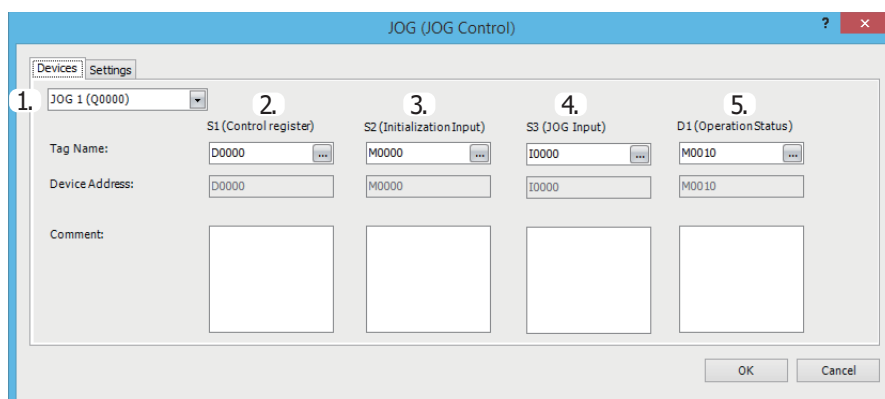 JOG (JOG Control)
?
×
Devices Settings
1.
JOG 1 (Q0000)
2. 3. 4. 5.
S1 (Control register) S2 (Initialization Input) S3 (JOG Input) D1 (Operation Status)
Tag Name: D0000 ... M0000 ... I0000 ... M0010 ...
Device Address: D0000 M0000 I0000 M0010
Comment:
OK Cancel